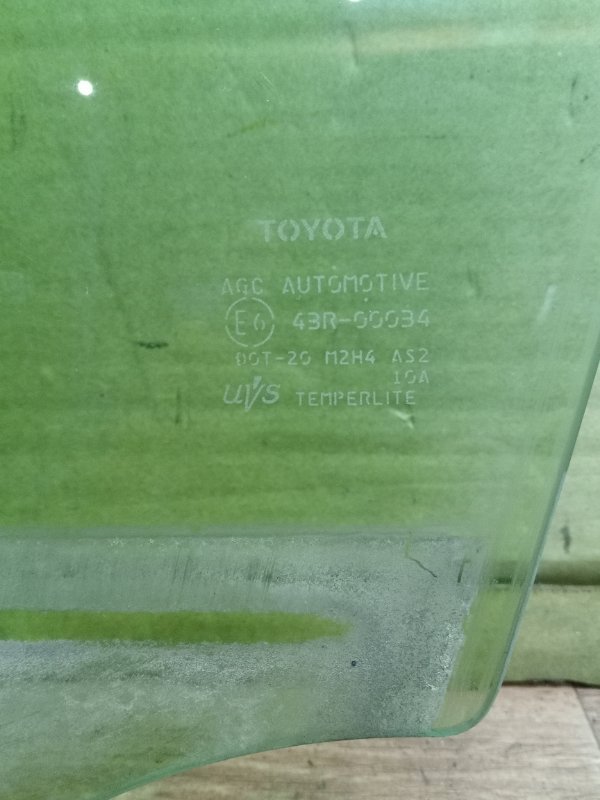 TOYOTA
AGC AUTOMOTIVE
E6 43R-00034
DOT-20 M2H4 AS2
10A
UVS TEMPERLITE